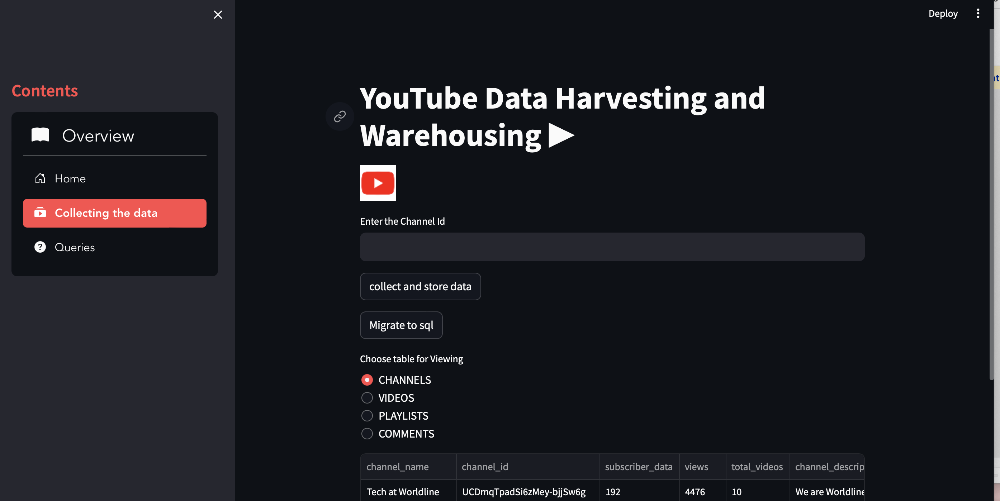 Deploy
Contents
Overview
Home
Collecting the data
Queries
YouTube Data Harvesting and
Warehousing
Enter the Channel Id
collect and store data
Migrate to sql
Choose table for Viewing
CHANNELS
VIDEOS
PLAYLISTS
COMMENTS
channel_name channel_id subscriber_data views total_videos channel_descrip
Tech at Worldline UCDmqTpadSi6zMey-bjjSw6g 192 4476 10 We are Worldline